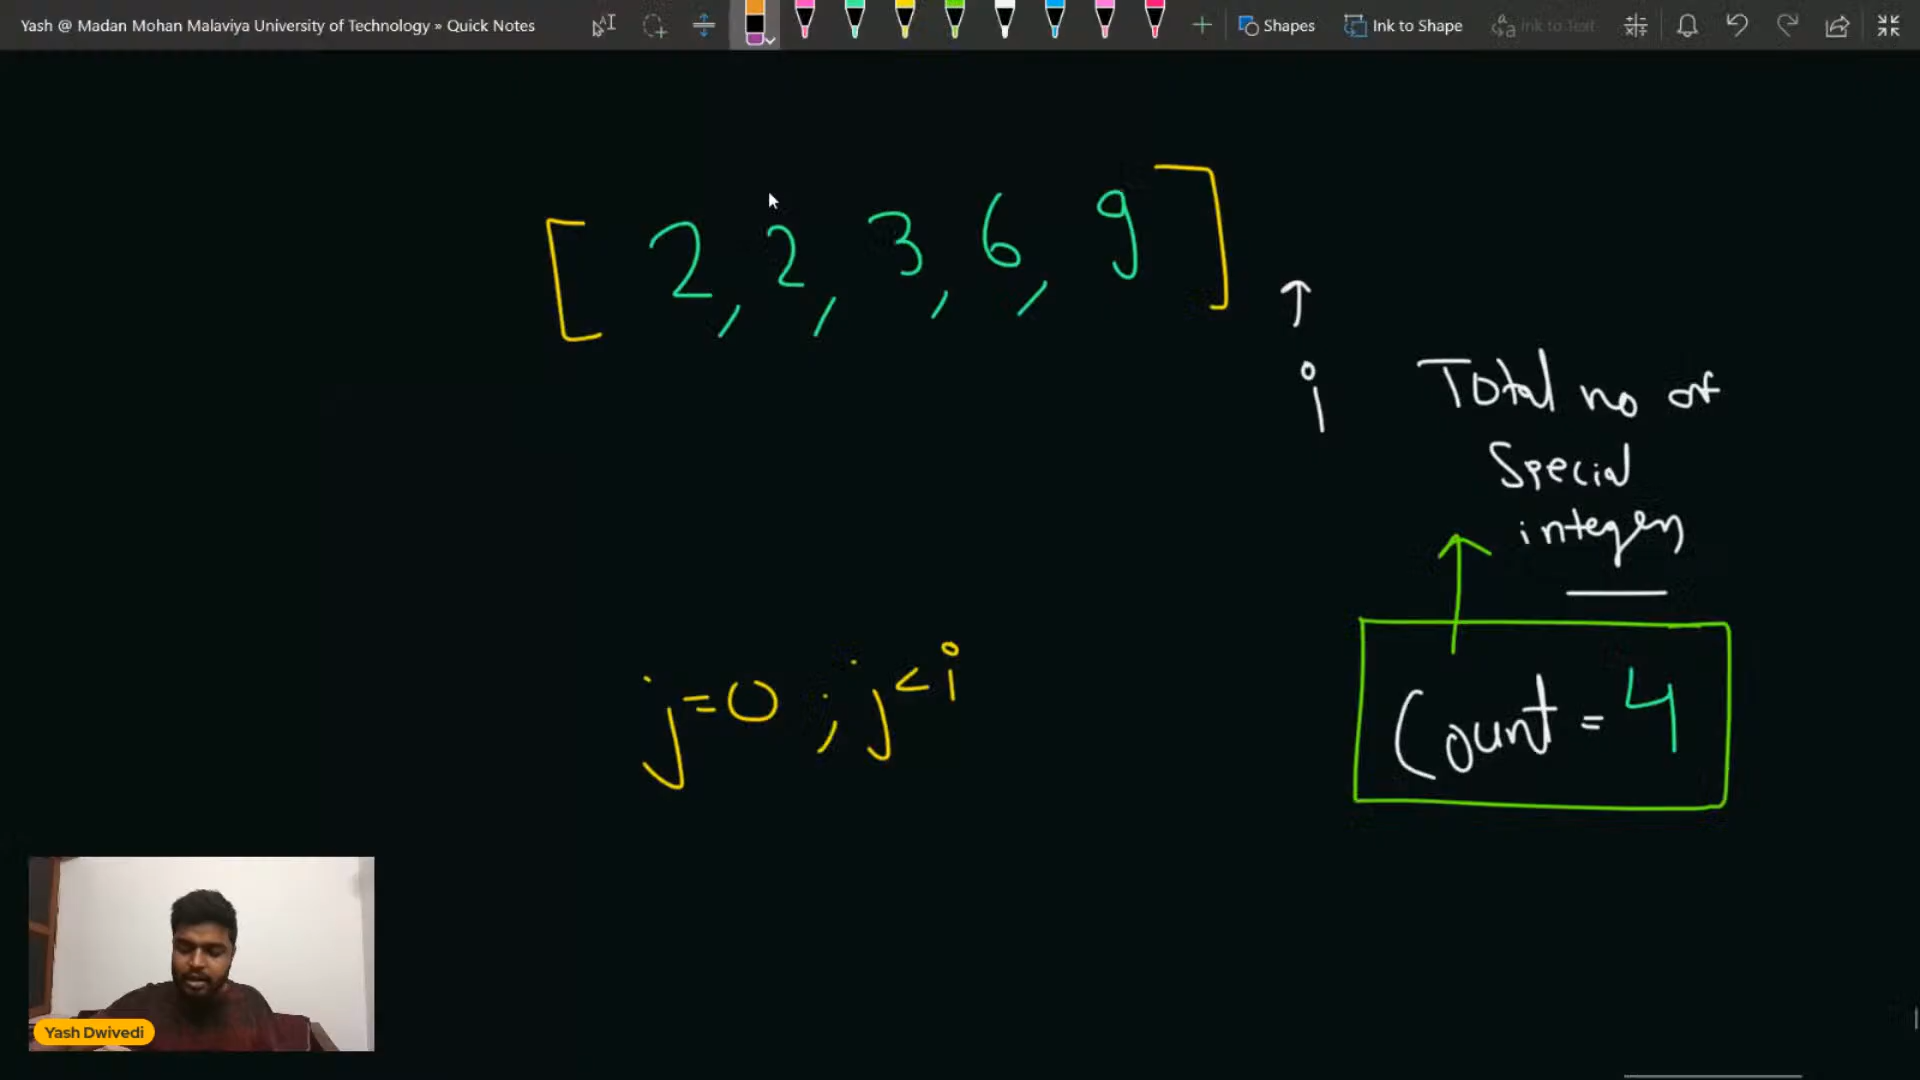 Yash @ Madan Mohan Malaviya University of Technology » Quick Notes
Shapes
Ink to Shape
Ink to Text
[ 2, 2, 3, 6, 9 ]
i
Total no of
Special
integers
j=0 ; j<i
Count = 4
Yash Dwivedi